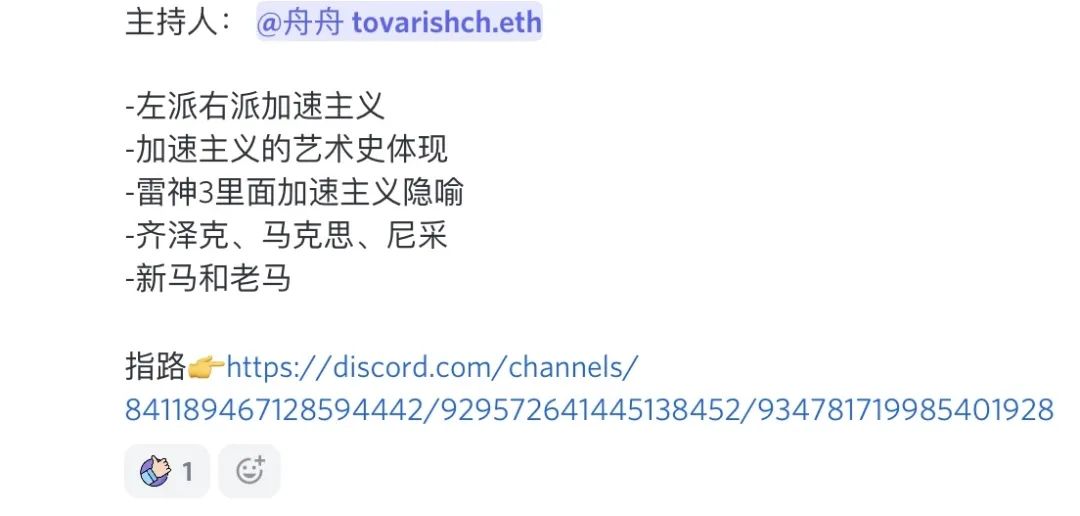 主持人： @舟舟 tovarishch.eth
-左派右派加速主义
-加速主义的艺术史体现
-雷神3里面加速主义隐喻
-齐泽克、马克思、尼采
-新马和老马
指路👉https://discord.com/channels/
841189467128594442/929572641445138452/934781719985401928
1